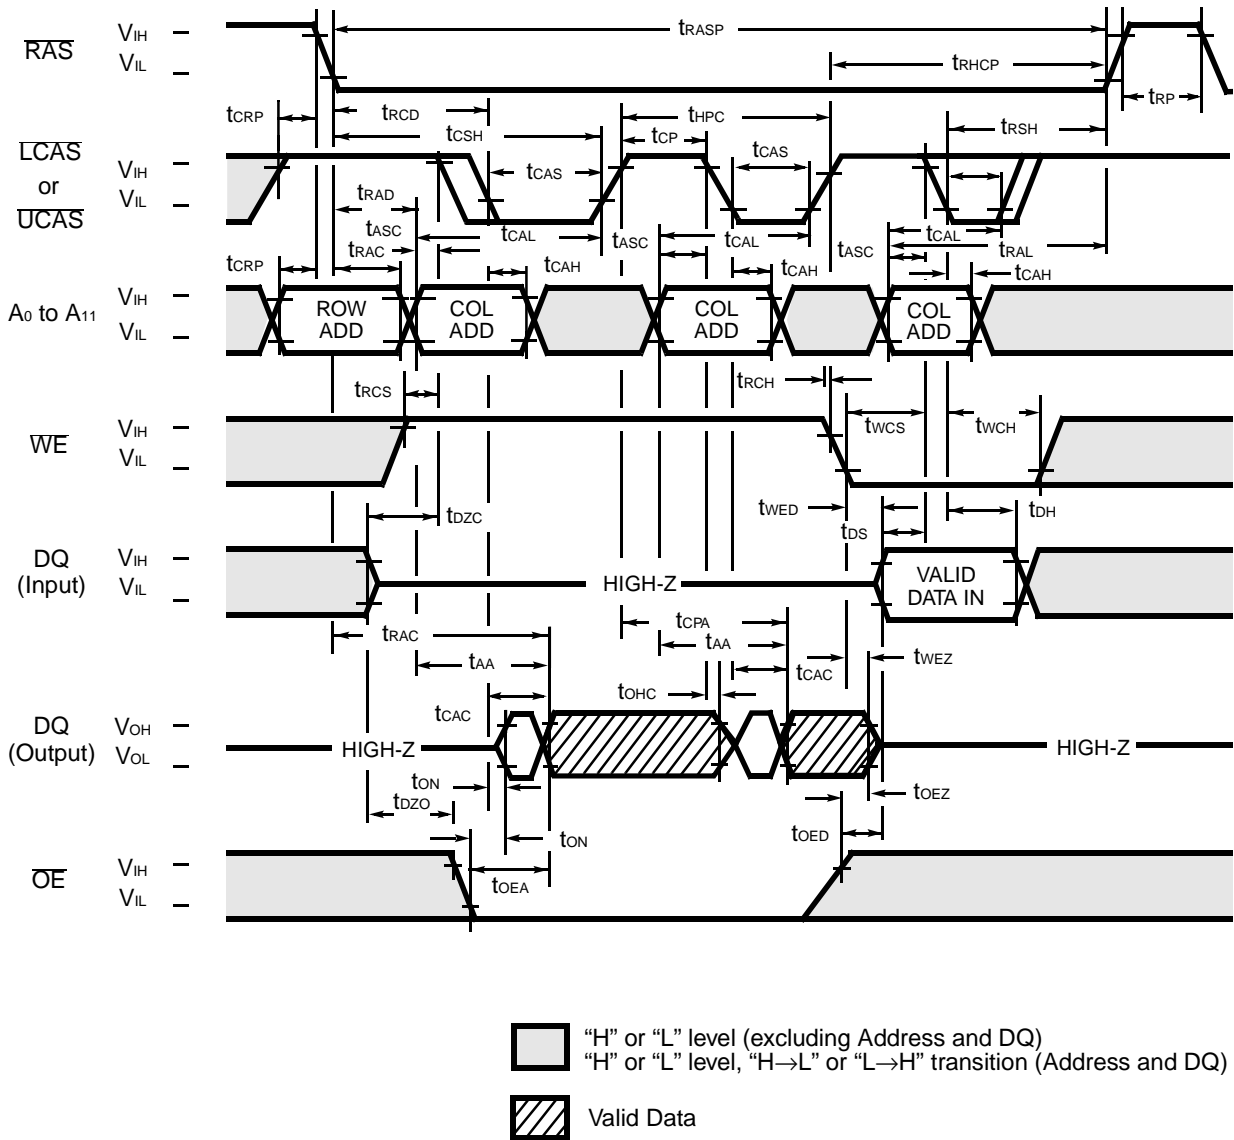 RAS VIH VIL
tRASP
tRHCP
tRP
tCRP tRCD tHPC
tCSH tCP tRSH
LCAS or UCAS VIH VIL
tCAS tCAS
tRAD
tASC tCAL tASC tCAL tCAL
tRAC tASC tRAL
tCRP tCAH tCAH tCAH
A0 to A11 VIH VIL
ROW ADD
COL ADD
COL ADD
COL ADD
tRCS tRCH
WE VIH VIL
tWCS tWCH
tDZC tWED tDS tDH
DQ (Input) VIH VIL
HIGH-Z
VALID DATA IN
tRAC tCPA
tAA tAA tWEZ
tCAC tOHC tCAC
DQ (Output) VOH VOL
HIGH-Z
HIGH-Z
tON tOEZ
tDZO
tON tOED
OE VIH VIL
tOEA
“H” or “L” level (excluding Address and DQ)
“H” or “L” level, “H→L” or “L→H” transition (Address and DQ)
Valid Data